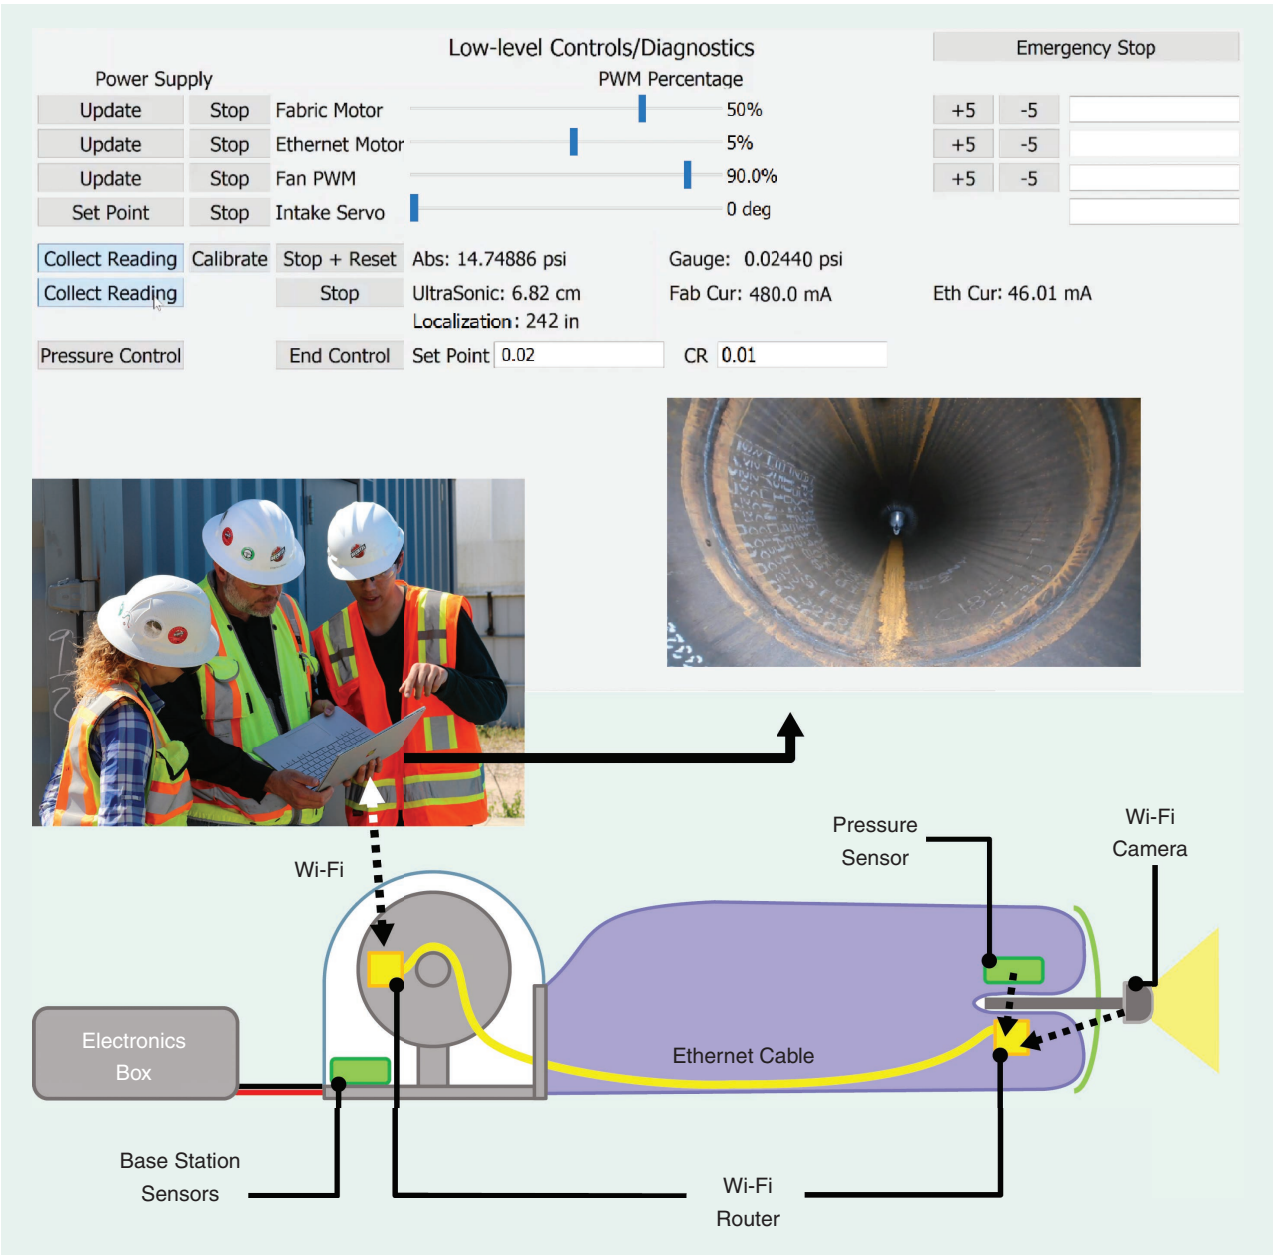 Low-level Controls/Diagnostics
Emergency Stop
Power Supply
PWM Percentage
Update Stop Fabric Motor 50% +5 -5
Update Stop Ethernet Motor 5% +5 -5
Update Stop Fan PWM 90.0% +5 -5
Set Point Stop Intake Servo 0 deg
Collect Reading Calibrate Stop + Reset Abs: 14.74886 psi Gauge: 0.02440 psi
Collect Reading Stop UltraSonic: 6.82 cm Fab Cur: 480.0 mA Eth Cur: 46.01 mA
Localization: 242 in
Pressure Control End Control Set Point 0.02 CR 0.01
Wi-Fi
Pressure
Sensor
Wi-Fi
Camera
Electronics
Box
Ethernet Cable
Base Station
Sensors
Wi-Fi
Router